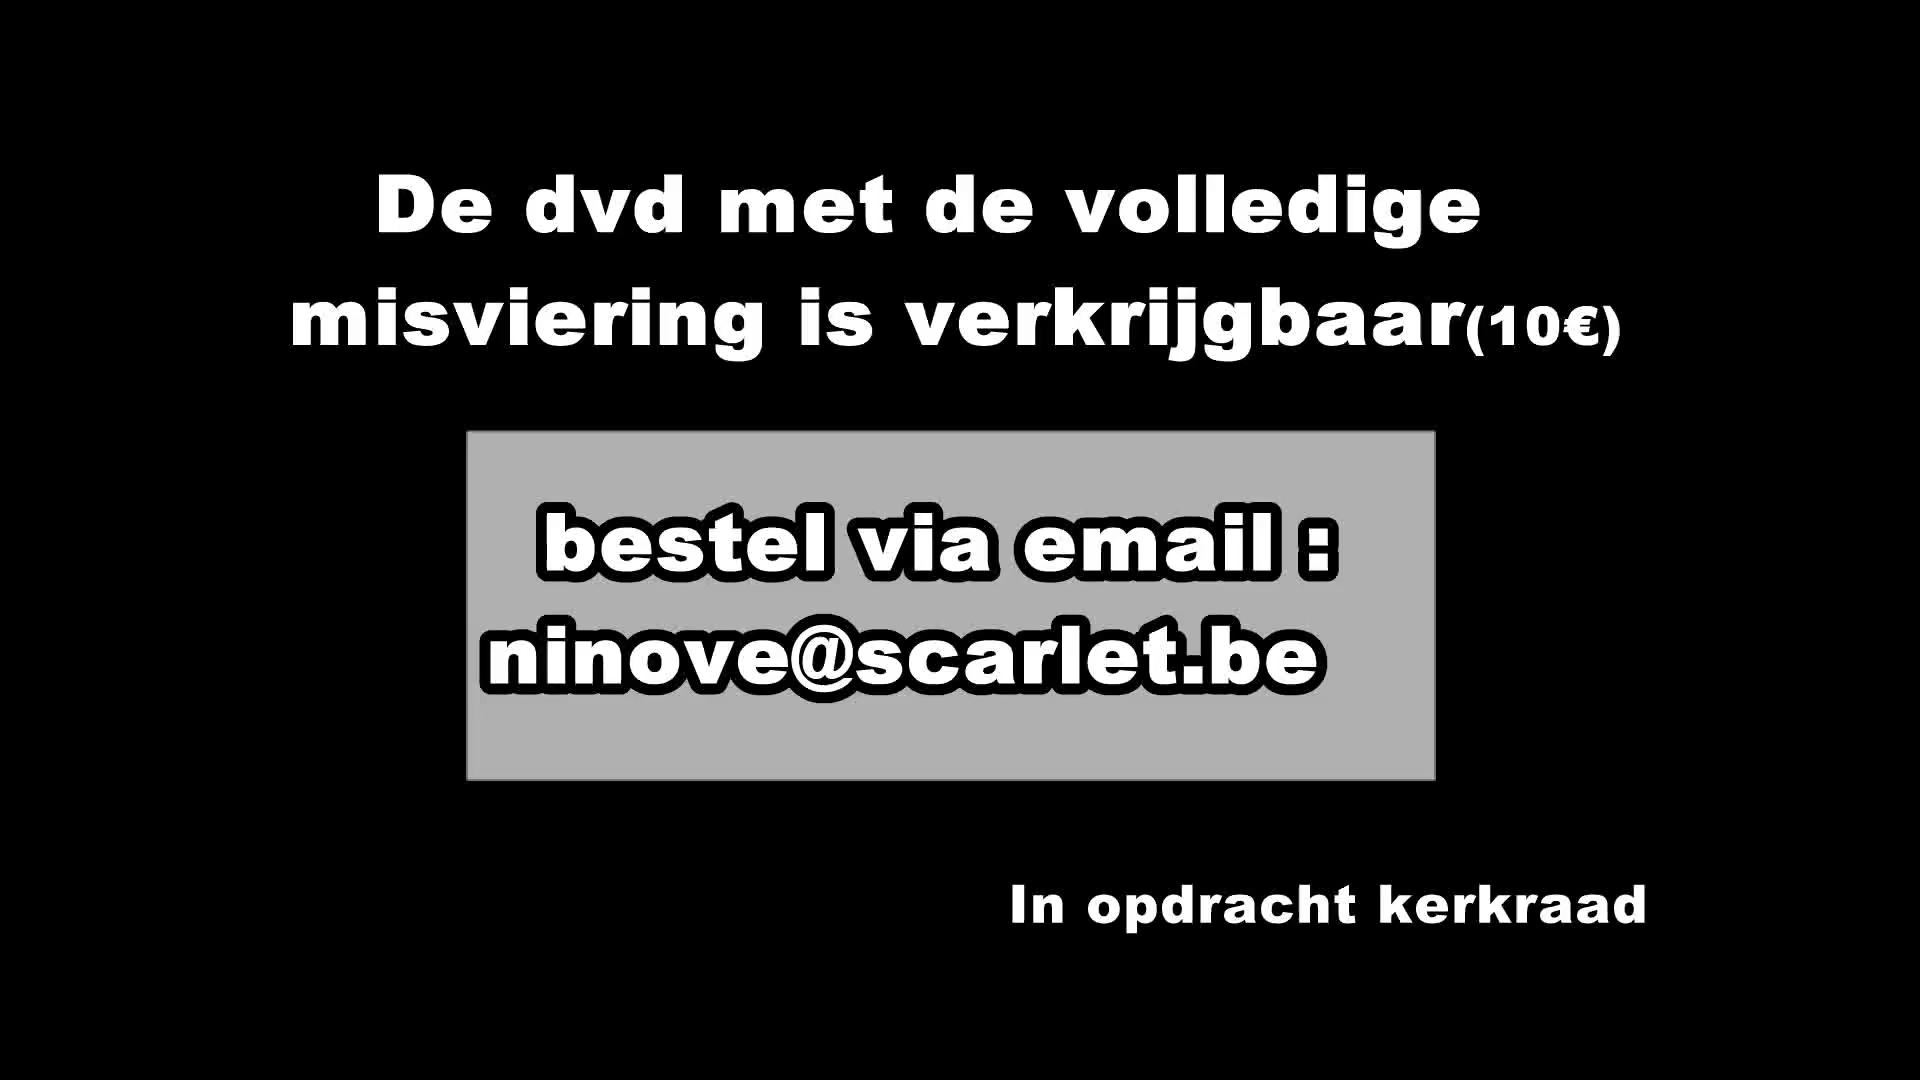 De dvd met de volledige
misviering is verkrijgbaar(10€)
bestel via email :
ninove@scarlet.be
In opdracht kerkraad